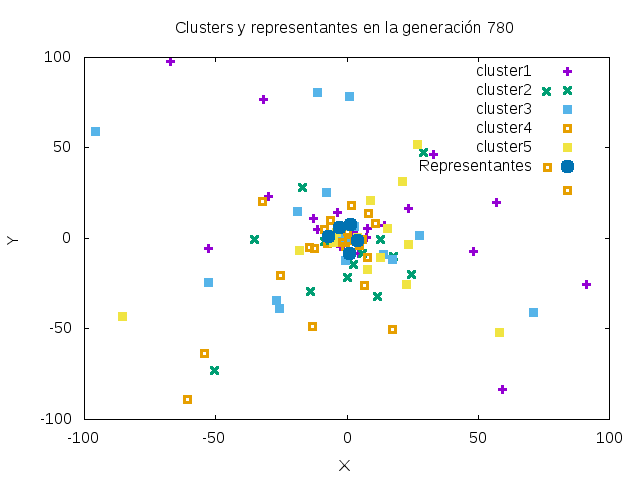 Clusters y representantes en la generación 780
100
50
0
-50
-100
Y
cluster1
cluster2
cluster3
cluster4
cluster5
Representantes
-100
-50
0
50
100
X